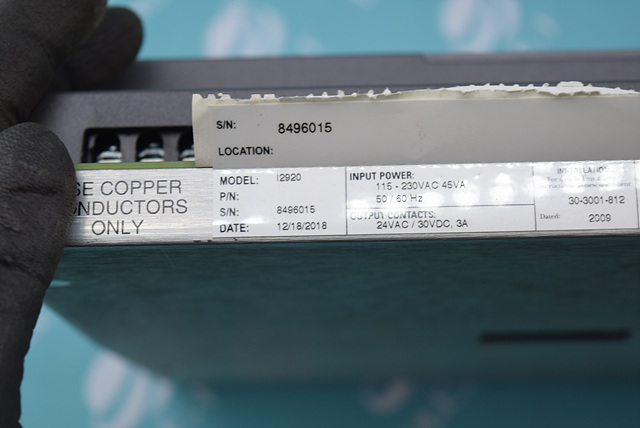 S/N: 8496015
LOCATION:
SE COPPER
NDUCTORS
ONLY
MODEL: I2920
P/N:
S/N: 8496015
DATE: 12/18/2018
INPUT POWER:
115 - 230VAC 45VA
50 / 60 Hz
OUTPUT CONTACTS:
24VAC / 30VDC, 3A
30-3001-812
Dated: 2009